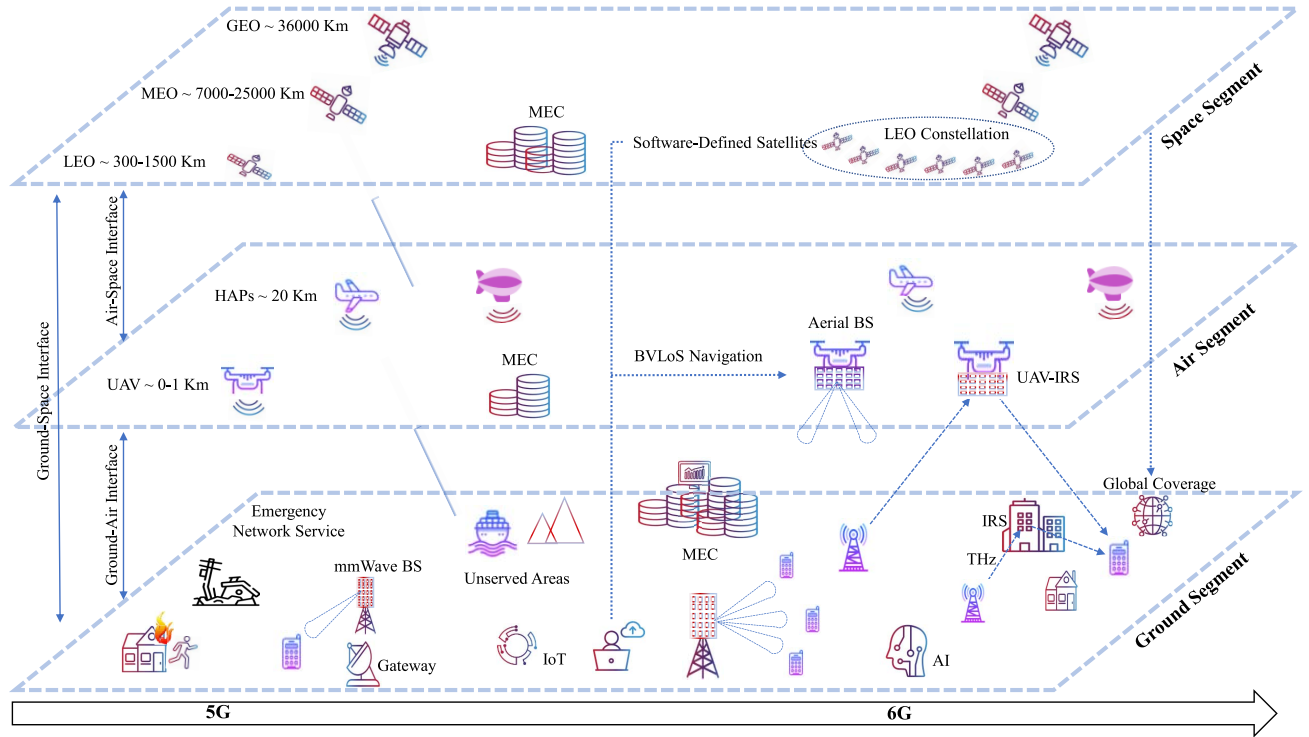 GEO ~ 36000 Km
MEO ~ 7000-25000 Km
LEO ~ 300-1500 Km
MEC
Software-Defined Satellites
LEO Constellation
Space Segment
Ground-Space Interface
Air-Space Interface
HAPs ~ 20 Km
UAV ~ 0-1 Km
MEC
BVLoS Navigation
Aerial BS
UAV-IRS
Air Segment
Ground-Air Interface
Emergency
Network Service
mmWave BS
Gateway
Unserved Areas
IoT
MEC
IRS
THz
AI
Global Coverage
Ground Segment
5G
6G